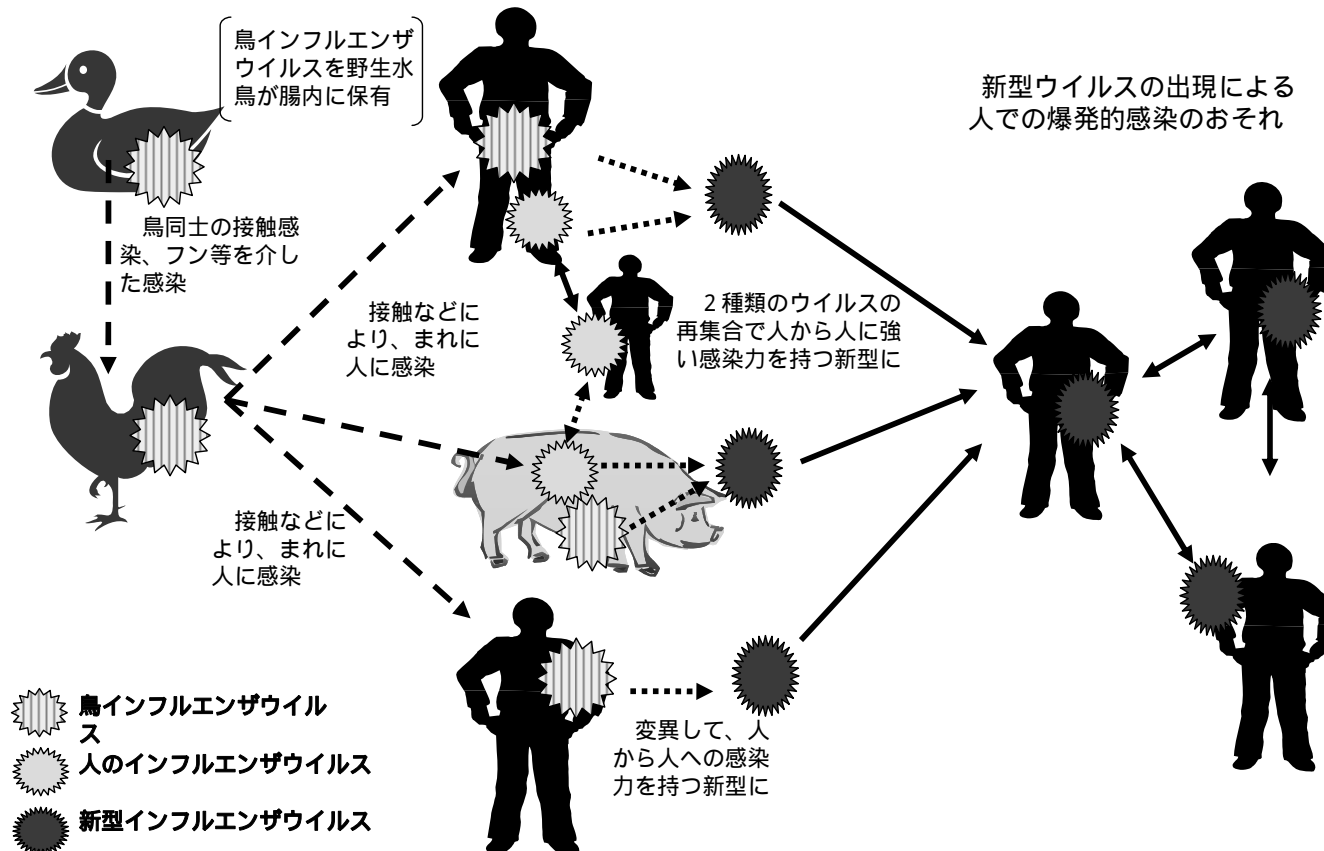 鳥インフルエンザ
ウイルスを野生水
鳥が腸内に保有
新型ウイルスの出現による
人での爆発的感染のおそれ
鳥同士の接触感
染、フン等を介し
た感染
接触などに
より、まれに
人に感染
2種類のウイルスの
再集合で人から人に強
い感染力を持つ新型に
接触などに
より、まれに
人に感染
変異して、人
から人への感染
力を持つ新型に
鳥インフルエンザウイル
ス
人のインフルエンザウイルス
新型インフルエンザウイルス